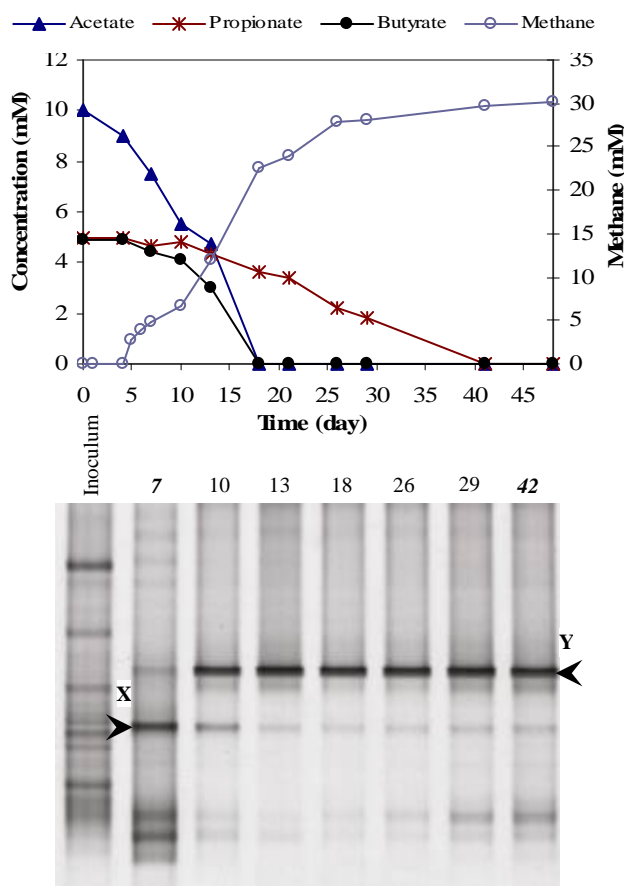 Acetate Propionate Butyrate Methane
12 35
10 30
25
8
20
6
15
4
10
2 5
0 0
0 5 10 15 20 25 30 35 40 45
Concentration (mM)
Methane (mM)
Time (day)
Inoculum 7 10 13 18 26 29 42
Y
X